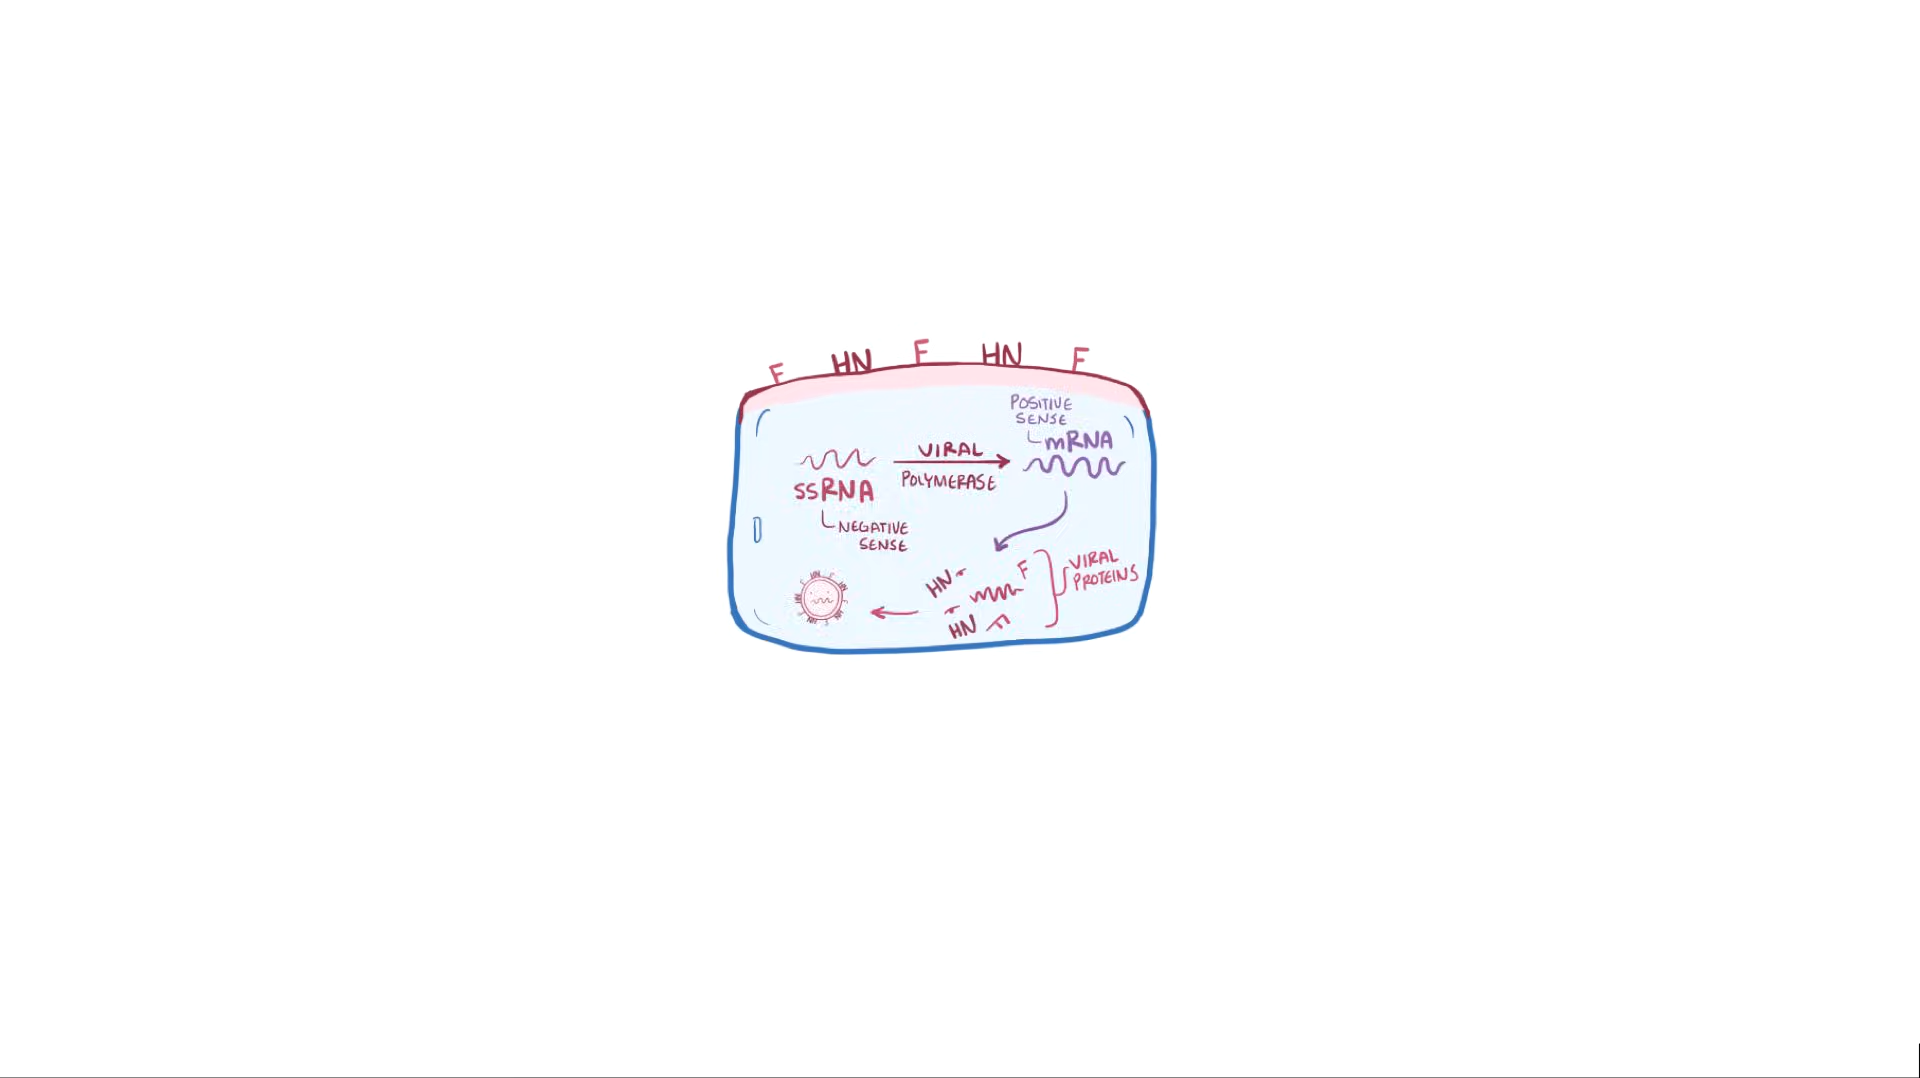 F HN F HN F
POSITIVE
SENSE
mRNA
VIRAL
POLYMERASE
ssRNA
NEGATIVE
SENSE
HN F
HN F
VIRAL
PROTEINS